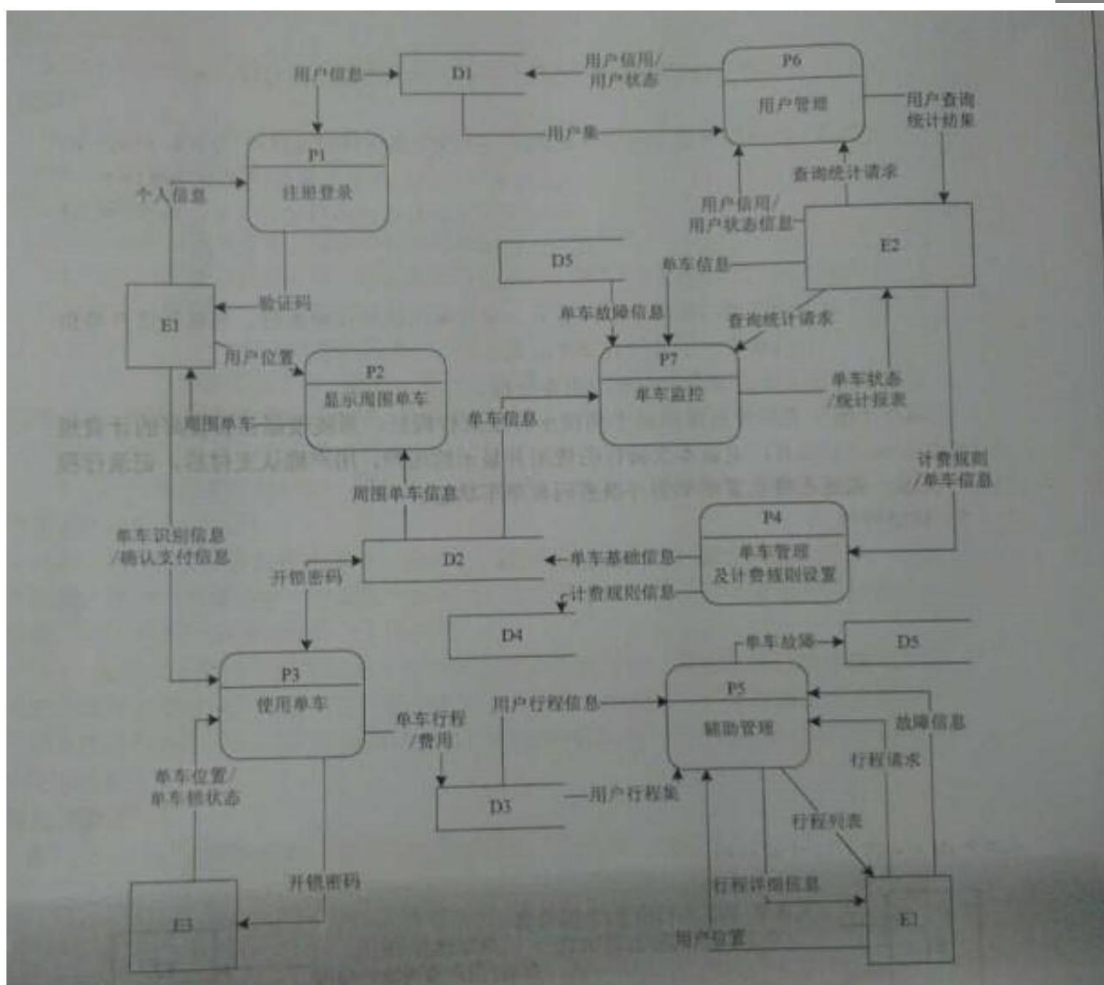 用户信息
D1
用户信用/
用户状态
P6
用户管理
用户查询
统计结集
用户集
P1
注册登录
个人信息
查询统计请求
用户信用/
用户状态信息
D5
E2
单车信息
E1
验证码
单车故障信息
查询统计请求
用户位置
P2
显示周围单车
P7
单车监控
单车状态
/统计报表
周围单车
单车信息
计费规则
/单车信息
周围单车信息
P4
单车管理
及计费规则设置
单车识别信息
/确认支付信息
D2
单车基础信息
开锁密码
计费规则信息
D4
单车故障
D5
P3
使用单车
用户行程信息
P5
辅助管理
单车行程
/费用
故障信息
行程请求
单车位置/
单车锁状态
D3
用户行程集
行程列表
开锁密码
行程详细信息
E3
E1
用户位置